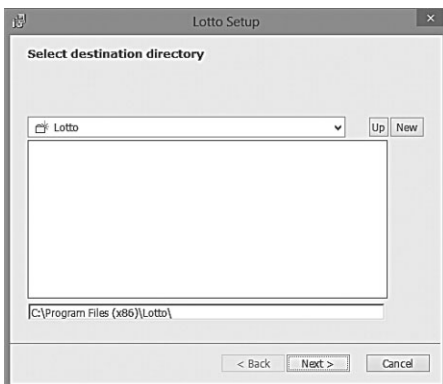 Lotto Setup
Select destination directory
Lotto
Up New
C:\Program Files (x86)\Lotto\
< Back Next > Cancel